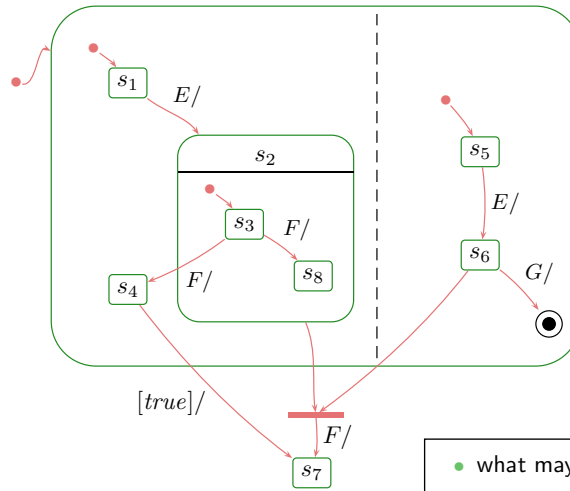 s1
E/
s2
s5
s3
F/
E/
F/
s8
s4
s6
G/
[true]/
F/
s7
what may